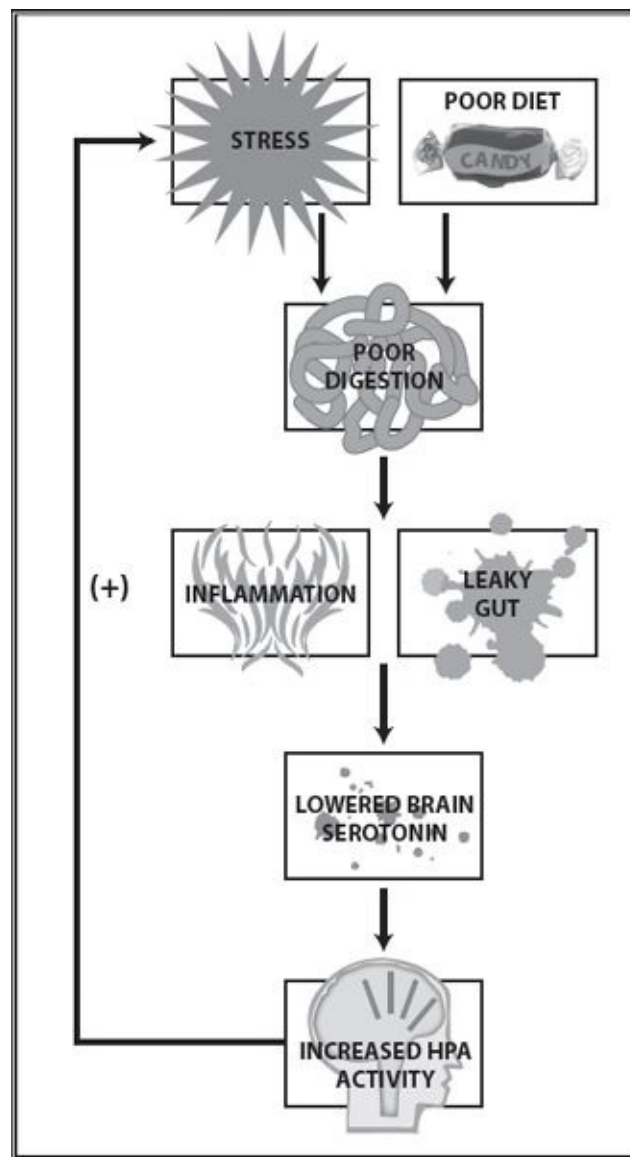 STRESS
POOR DIET
CANDY
POOR
DIGESTION
(+)
INFLAMMATION
LEAKY
GUT
LOWERED BRAIN
SEROTONIN
INCREASED HPA
ACTIVITY